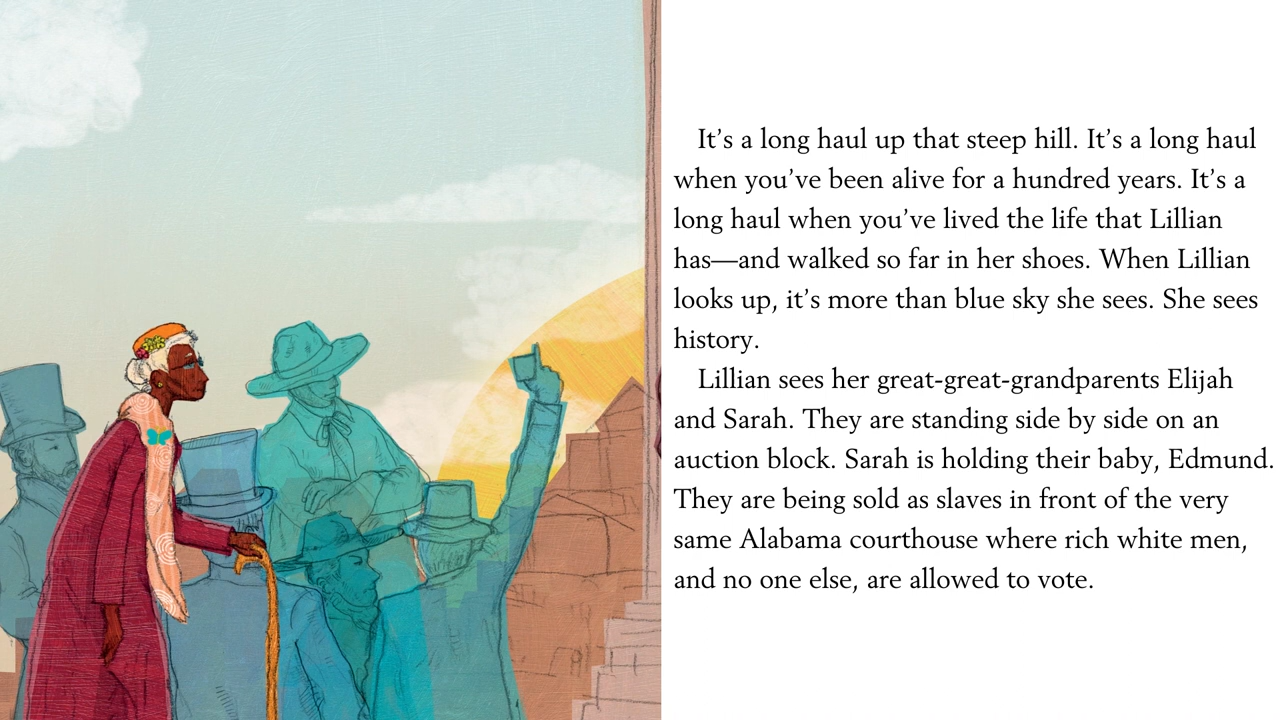 It’s a long haul up that steep hill. It’s a long haul
when you’ve been alive for a hundred years. It’s a
long haul when you’ve lived the life that Lillian
has—and walked so far in her shoes. When Lillian
looks up, it’s more than blue sky she sees. She sees
history.
Lillian sees her great-great-grandparents Elijah
and Sarah. They are standing side by side on an
auction block. Sarah is holding their baby, Edmund.
They are being sold as slaves in front of the very
same Alabama courthouse where rich white men,
and no one else, are allowed to vote.